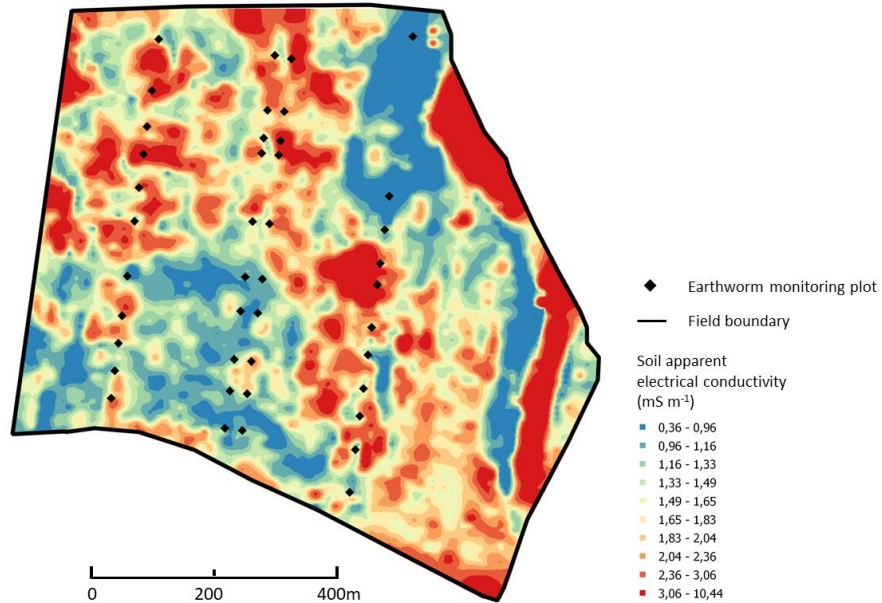 Earthworm monitoring plot
Field boundary
Soil apparent
electrical conductivity
(mS m⁻¹)
0,36 - 0,96
0,96 - 1,16
1,16 - 1,33
1,33 - 1,49
1,49 - 1,65
1,65 - 1,83
1,83 - 2,04
2,04 - 2,36
2,36 - 3,06
3,06 - 10,44
0 200 400m